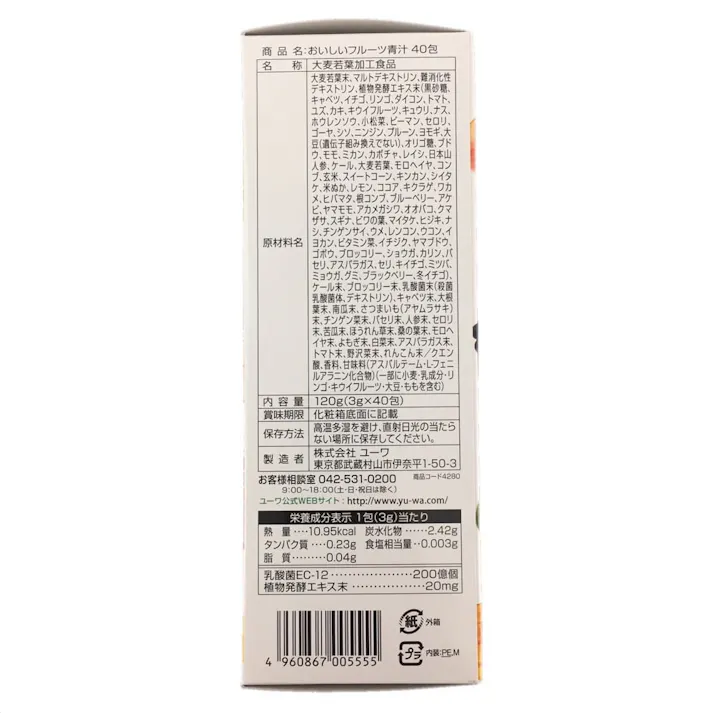 商品名:おいしいフルーツ青汁 40包
名称 大麦若葉加工食品
原材料名
大麦若葉末、マルトデキストリン、難消化性
デキストリン、植物発酵エキス末(黒砂糖、
キャベツ、イチゴ、リンゴ、ダイコン、トマト、
ユズ、カキ、キウイフルーツ、キュウリ、ナス、
ホウレンソウ、小松菜、ピーマン、セロリ、
ゴーヤ、シソ、ニンジン、プルーン、ヨモギ、大
豆(遺伝子組み換えでない)、オリゴ糖、ブド
ウ、モモ、ミカン、カボチャ、レイシ、日本山
人参、ケール、大麦若葉、モロヘイヤ、コン
ブ、玄米、スイートコーン、キンカン、シイタ
ケ、米ぬか、レモン、ココア、キクラゲ、ワカ
メ、ヒバマタ、根コンブ、ブルーベリー、アケ
ビ、ヤマモモ、アカメガシワ、オオバコ、クマ
ザサ、スギナ、ビワの葉、マイタケ、ヒジキ、ナ
シ、チンゲンサイ、ウメ、レンコン、ウコン、イ
ヨカン、ビタミン菜、イチジク、ヤマブドウ、
ゴボウ、ブロッコリー、ショウガ、カリン、パ
セリ、アスパラガス、セリ、キイチゴ、ミツバ、
ミョウガ、グミ、ブラックベリー、冬イチゴ)、
ケール末、ブロッコリー末、乳酸菌末(殺菌
乳酸菌体、デキストリン)、キャベツ末、大根
葉末、南瓜末、さつまいも(アヤムラサキ)
末、チンゲン菜末、パセリ末、人参末、セロリ
末、苦瓜末、ほうれん草末、桑の葉末、モロヘ
イヤ末、よもぎ末、白菜末、アスパラガス末、
トマト末、野沢菜末、れんこん末/クエン
酸、香料、甘味料(アスパルテーム・L-フェニ
ルアラニン化合物)(一部に小麦・乳成分・リ
ンゴ・キウイフルーツ・大豆・ももを含む)
内容量 120g(3g×40包)
賞味期限 化粧箱底面に記載
保存方法 高温多湿を避け、直射日光の当たら
ない場所に保存してください。
製造者 株式会社 ユーワ
東京都武蔵村山市伊奈平1-50-3
お客様相談室 042-531-0200 商品コード4280
9:00~18:00(土・日・祝日は除く)
ユーワ公式WEBサイト:http://www.yu-wa.com/
栄養成分表示 1包(3g)当たり
熱量……10.95kcal 炭水化物……2.42g
タンパク質……0.23g 食塩相当量…0.003g
脂質………0.04g
乳酸菌EC-12………………200億個
植物発酵エキス末………………20mg
紙 外箱
プラ 内装:PE,M
4 960867 005555